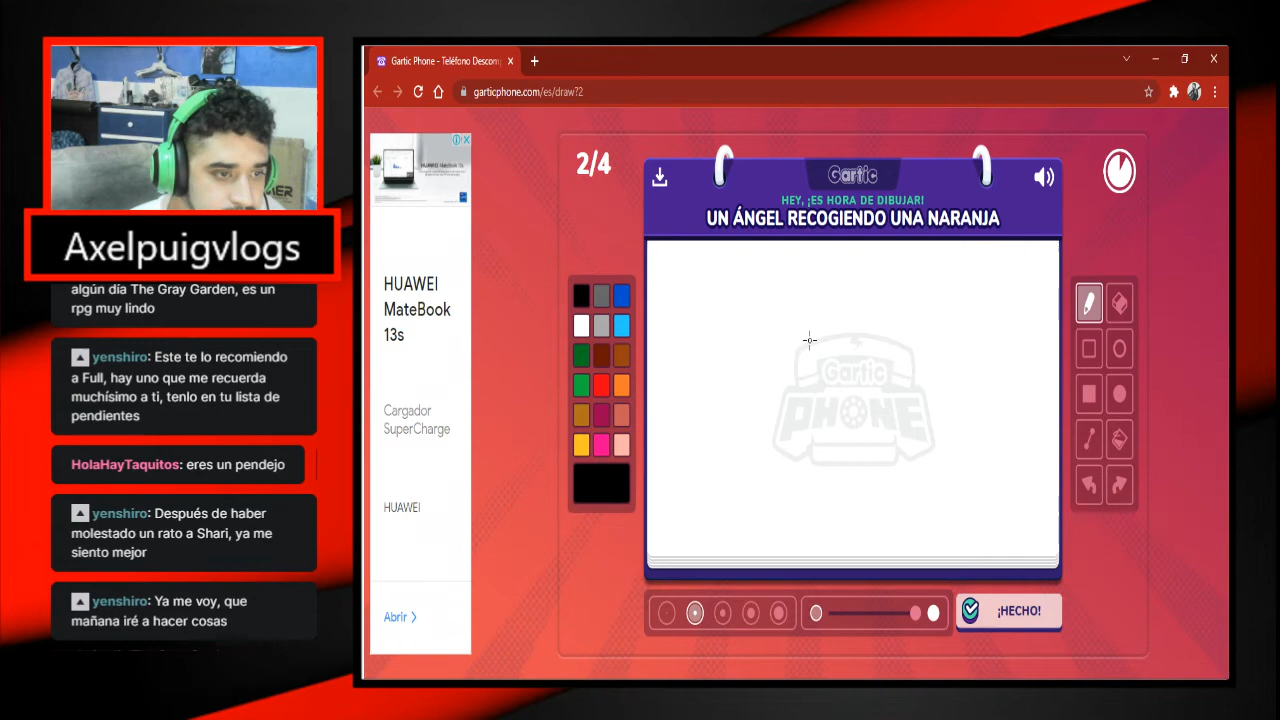 Axelpuigvlogs
algún día The Gray Garden, es un
rpg muy lindo
yenshiro: Este te lo recomiendo
a Full, hay uno que me recuerda
muchísimo a ti, tenlo en tu lista de
pendientes
HolaHayTaquitos: eres un pendejo
yenshiro: Después de haber
molestado un rato a Shari, ya me
siento mejor
yenshiro: Ya me voy, que
mañana iré a hacer cosas
Gartic Phone - Teléfono Descom
garticphone.com/es/draw?2
HUAWEI
MateBook
13s
Cargador
SuperCharge
HUAWEI
Abrir
2/4
Gartic
HEY, ¡ES HORA DE DIBUJAR!
UN ÁNGEL RECOGIENDO UNA NARANJA
Gartic
PHONE
¡HECHO!